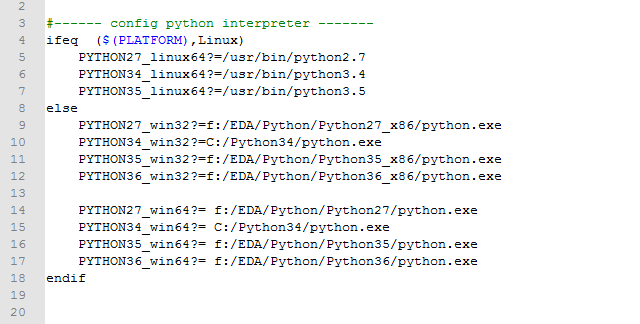 2
3 #------ config python interpreter -------
4 ifeq  ($(PLATFORM),Linux)
5     PYTHON27_linux64?=/usr/bin/python2.7
6     PYTHON34_linux64?=/usr/bin/python3.4
7     PYTHON35_linux64?=/usr/bin/python3.5
8 else
9     PYTHON27_win32?=f:/EDA/Python/Python27_x86/python.exe
10     PYTHON34_win32?=C:/Python34/python.exe
11     PYTHON35_win32?=f:/EDA/Python/Python35_x86/python.exe
12     PYTHON36_win32?=f:/EDA/Python/Python36_x86/python.exe
13
14     PYTHON27_win64?= f:/EDA/Python/Python27/python.exe
15     PYTHON34_win64?= C:/Python34/python.exe
16     PYTHON35_win64?= f:/EDA/Python/Python35/python.exe
17     PYTHON36_win64?= f:/EDA/Python/Python36/python.exe
18 endif
19
20